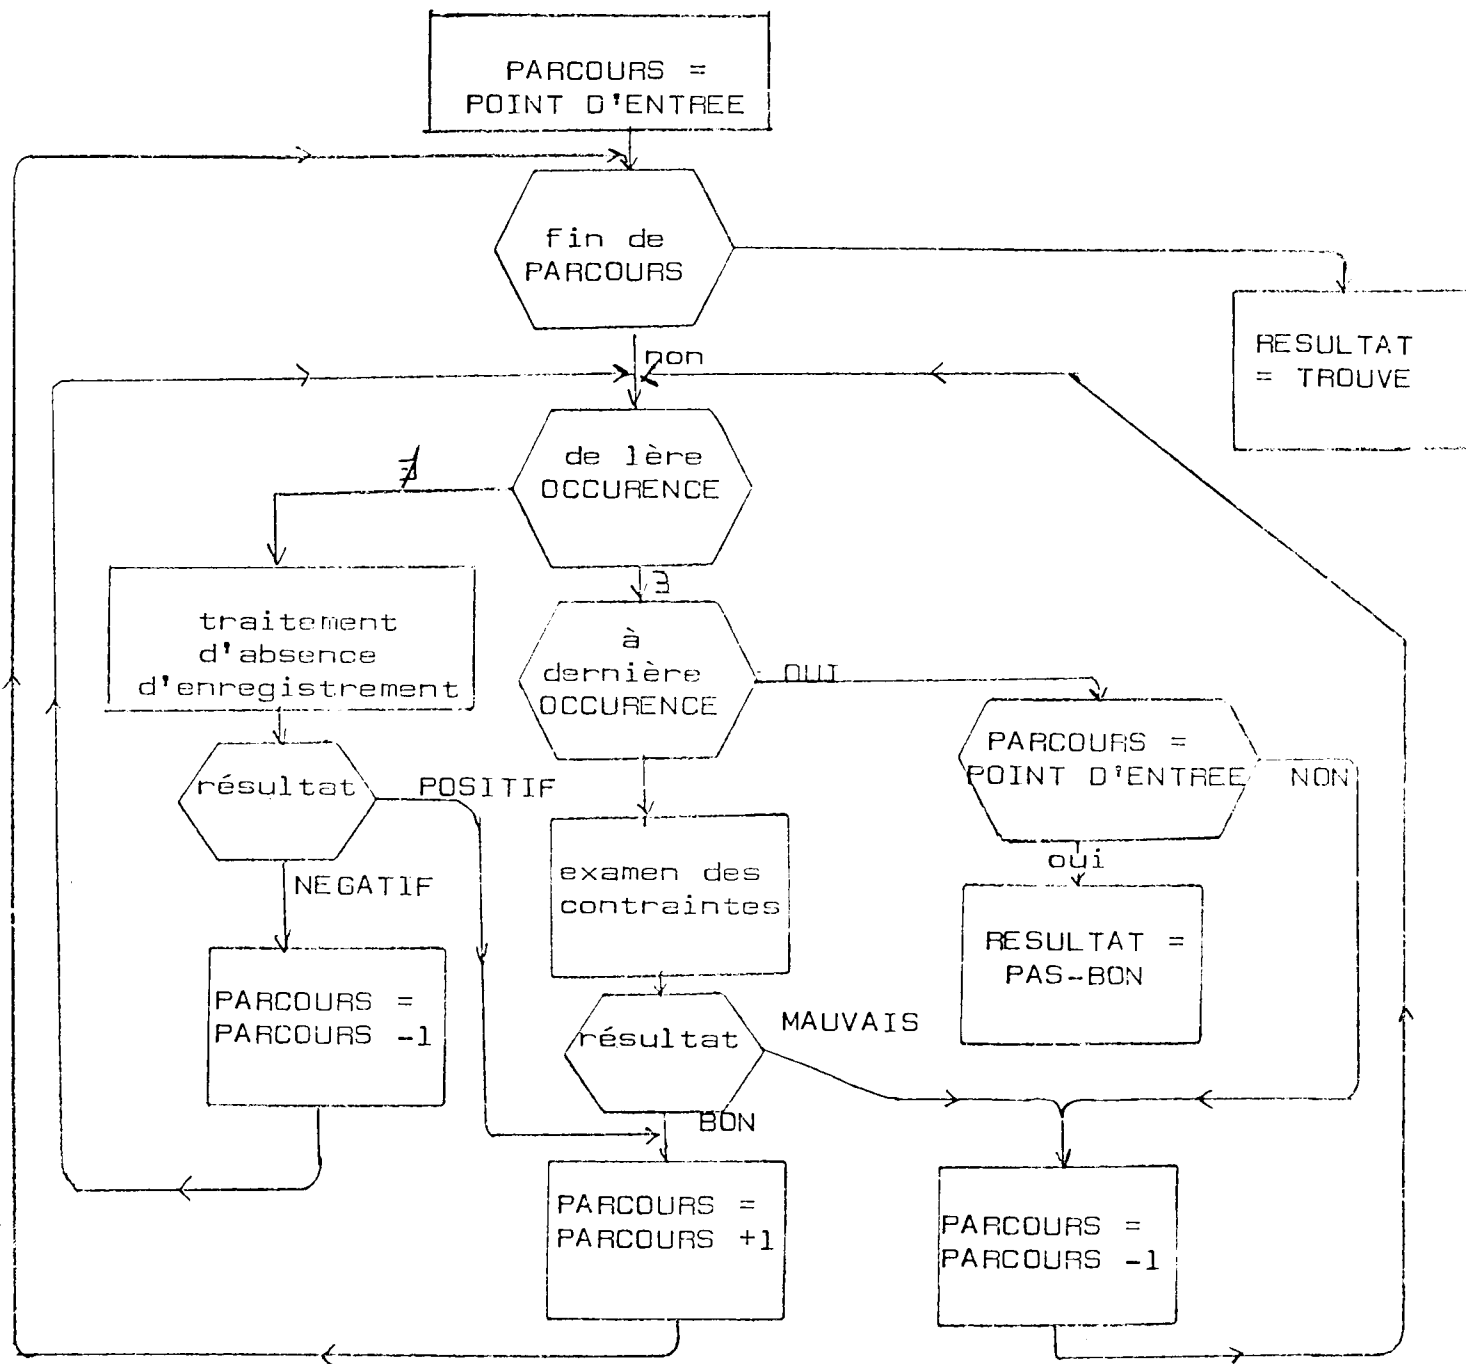 PARCOURS =
POINT D'ENTREE
fin de
PARCOURS
non
RESULTAT
= TROUVE
de lère
OCCURENCE
∄
∃
traitement
d'absence
d'enregistrement
à
dernière
OCCURENCE
OUI
PARCOURS =
POINT D'ENTREE
NON
résultat
POSITIF
NEGATIF
examen des
contraintes
oui
RESULTAT =
PAS-BON
PARCOURS =
PARCOURS -1
résultat
MAUVAIS
BON
PARCOURS =
PARCOURS +1
PARCOURS =
PARCOURS -1